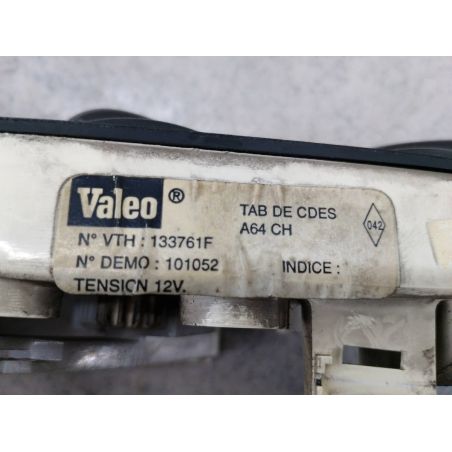 Valeo ®
TAB DE CDES
A64 CH
042
N° VTH : 133761F
N° DEMO : 101052
INDICE :
TENSION 12V.